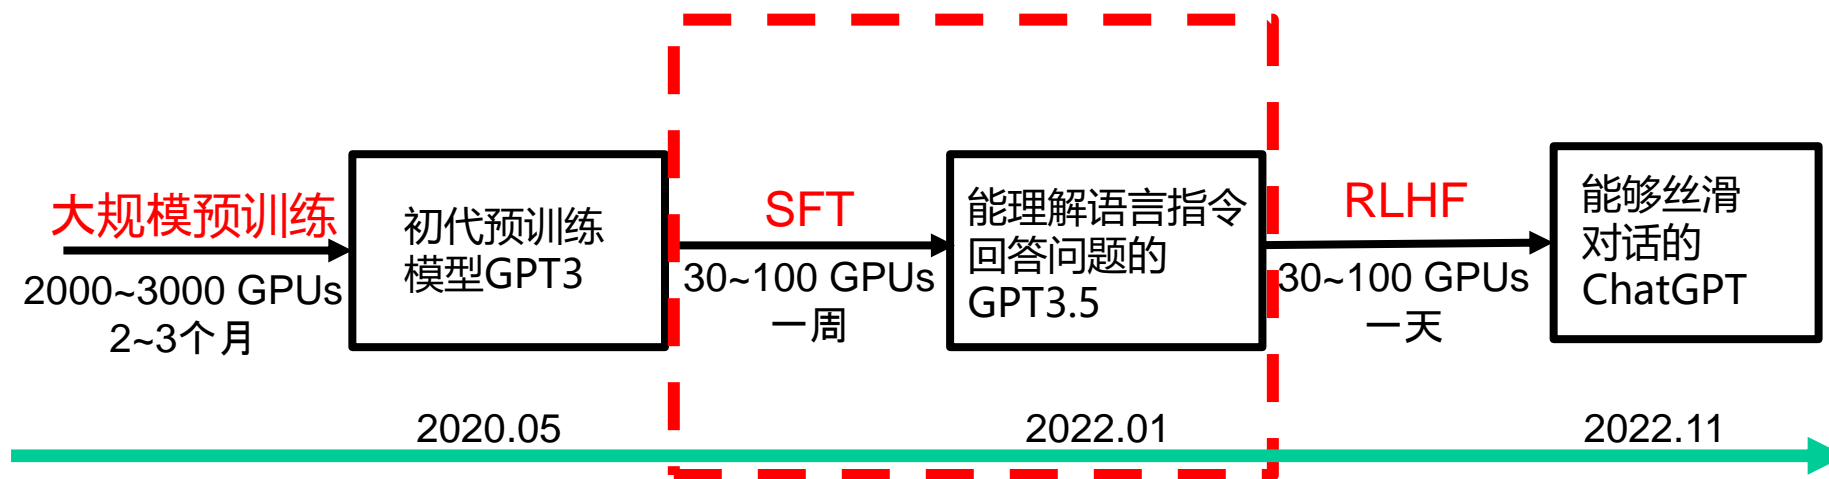 大规模预训练
2000~3000 GPUs
2~3个月
初代预训练
模型GPT3
SFT
30~100 GPUs
一周
能理解语言指令
回答问题的
GPT3.5
RLHF
30~100 GPUs
一天
能够丝滑
对话的
ChatGPT
2020.05
2022.01
2022.11